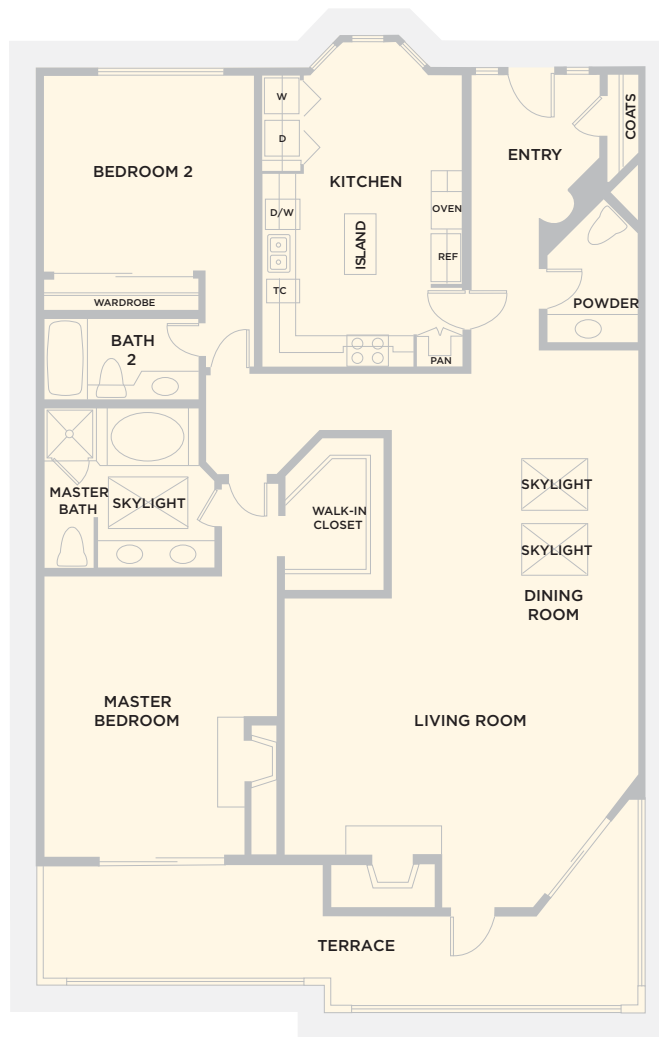 W
COATS
D
ENTRY
BEDROOM 2
KITCHEN
D/W
OVEN
ISLAND
REF
TC
WARDROBE
POWDER
BATH
2
PAN
MASTER
BATH
SKYLIGHT
WALK-IN
CLOSET
SKYLIGHT
SKYLIGHT
DINING
ROOM
MASTER
BEDROOM
LIVING ROOM
TERRACE